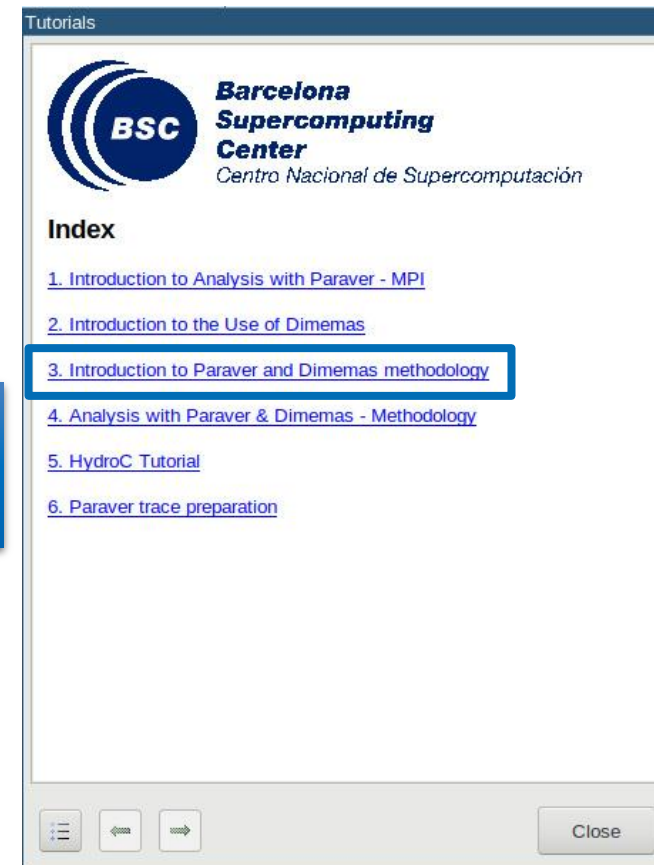 Tutorials
BSC
Barcelona
Supercomputing
Center
Centro Nacional de Supercomputación
Index
1. Introduction to Analysis with Paraver - MPI
2. Introduction to the Use of Dimemas
3. Introduction to Paraver and Dimemas methodology
4. Analysis with Paraver & Dimemas - Methodology
5. HydroC Tutorial
6. Paraver trace preparation
Close